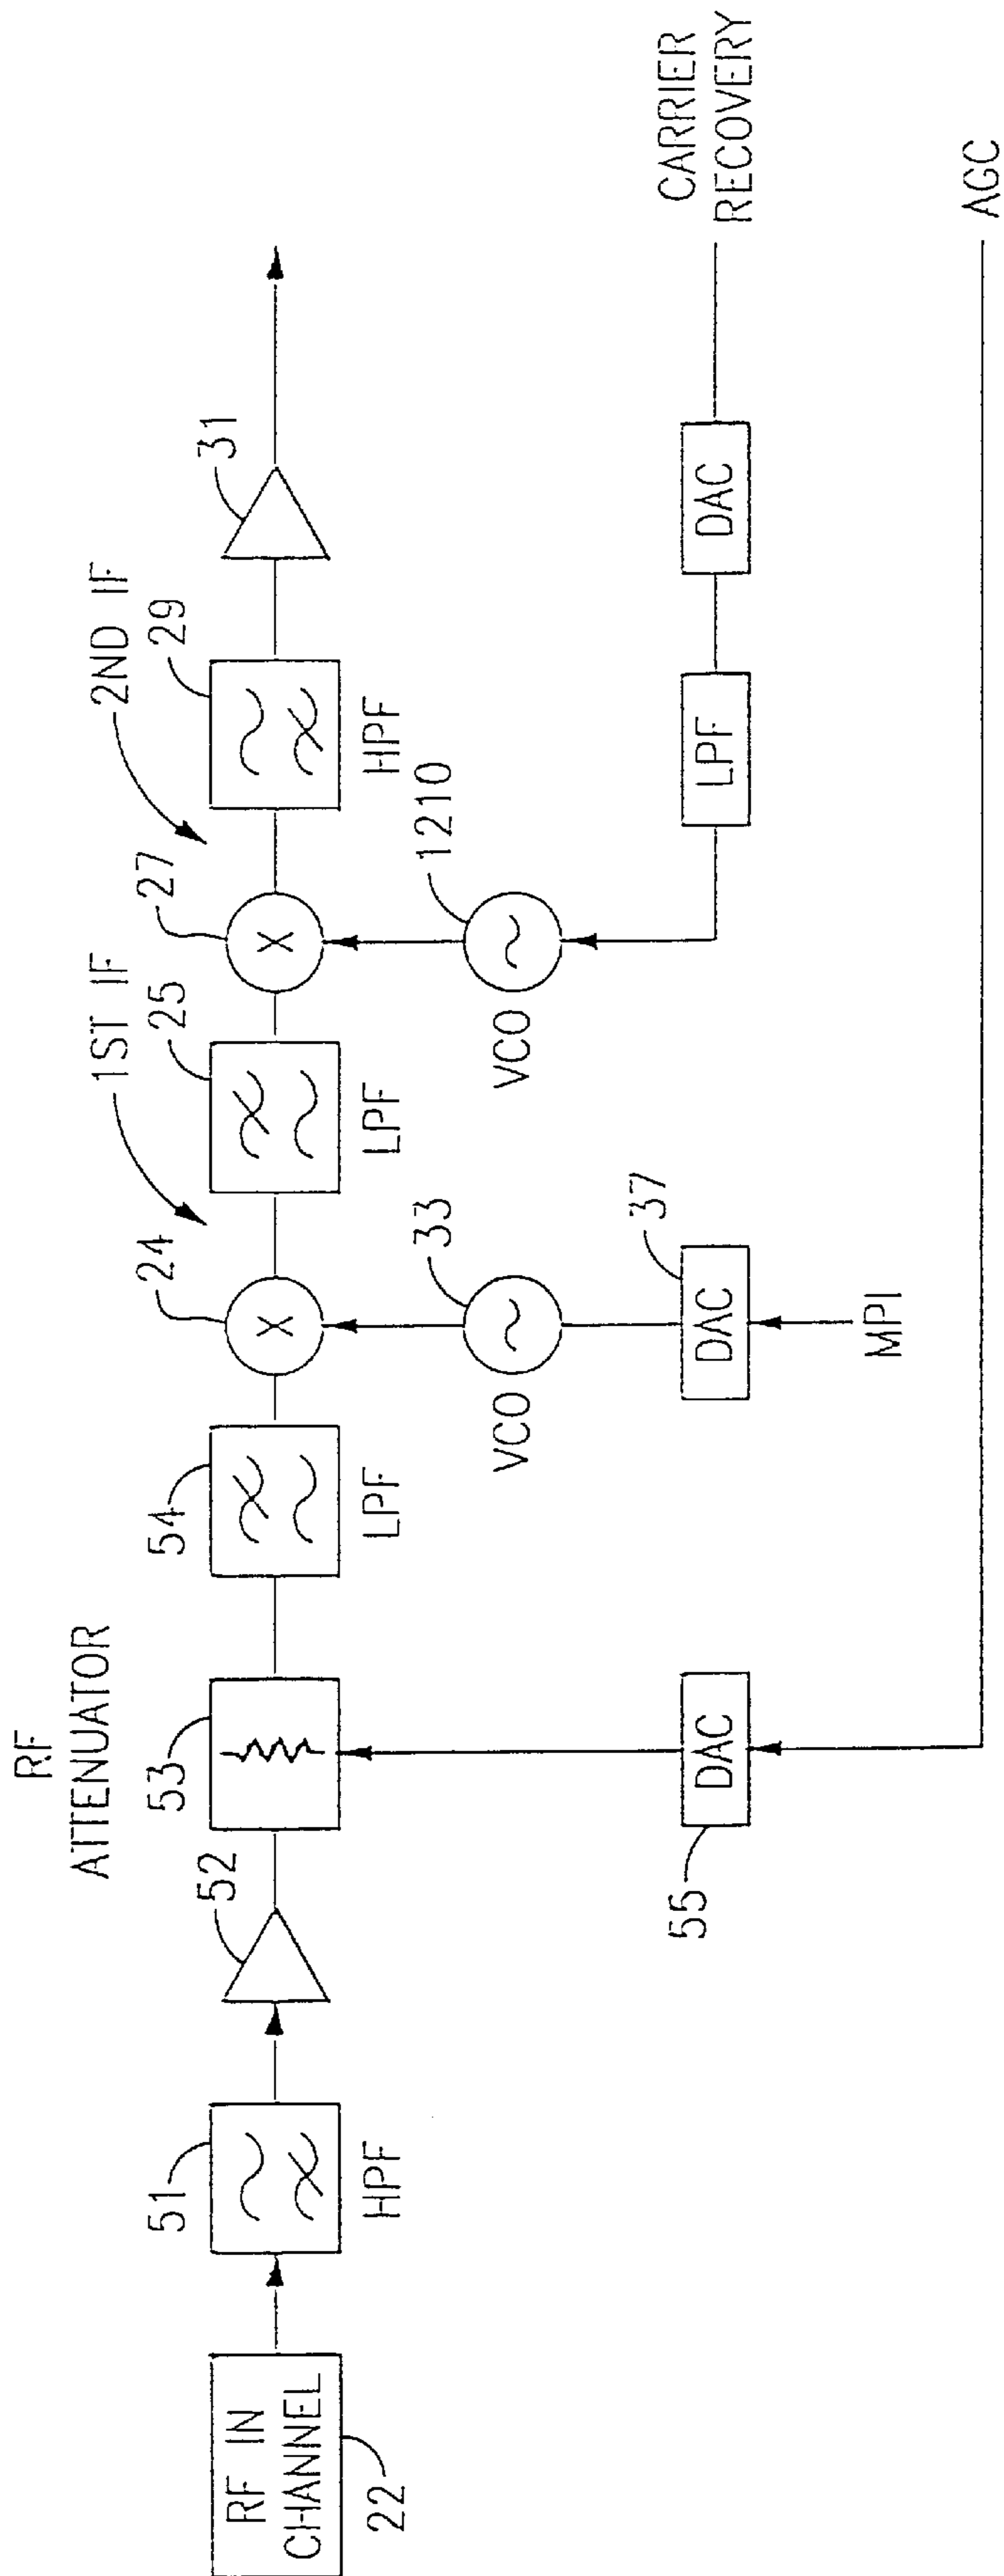 RF
ATTENUATOR
1ST IF
2ND IF
51
52
53
54
24
25
27
29
31
RF IN
CHANNEL
22
HPF
LPF
LPF
HPF
VCO
33
VCO
1210
55
DAC
DAC
37
MPI
LPF
DAC
CARRIER
RECOVERY
AGC